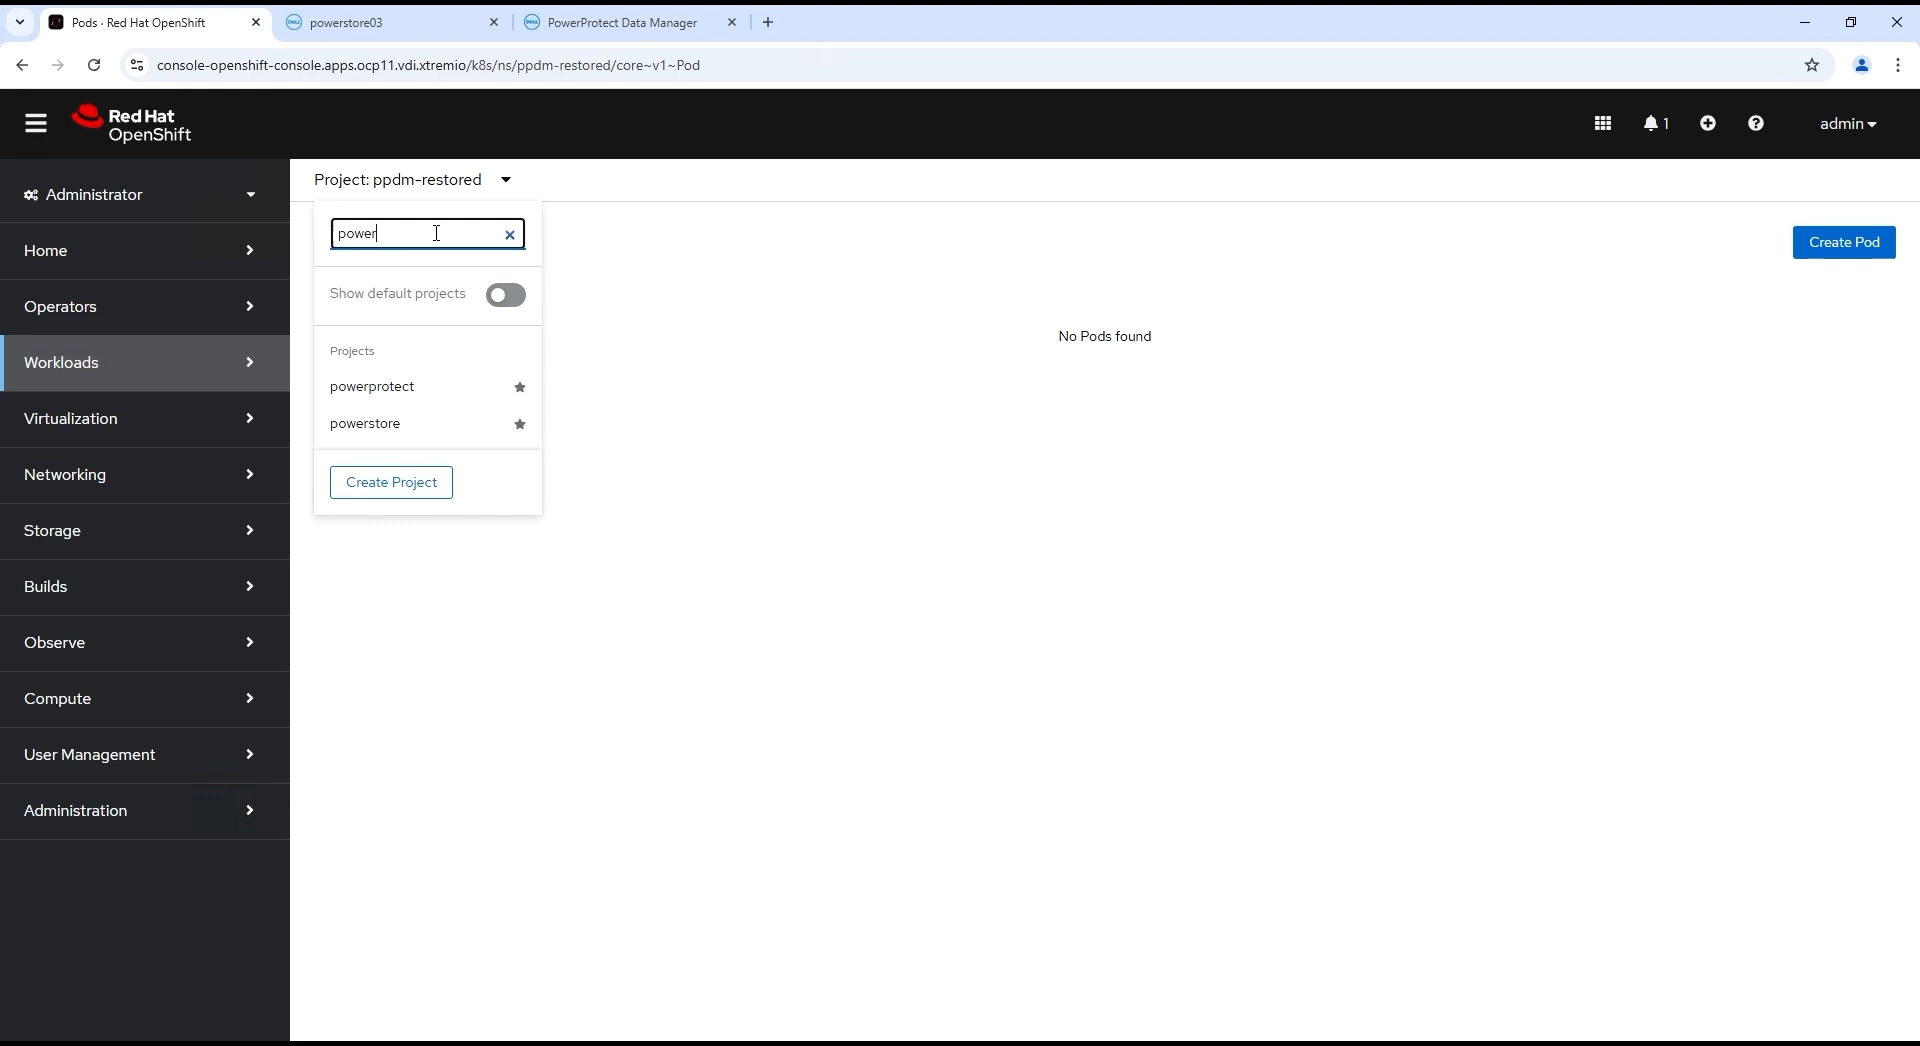 Pods · Red Hat OpenShift
powerstore03
PowerProtect Data Manager
console-openshift-console.apps.ocp11.vdi.xtremio/k8s/ns/ppdm-restored/core~v1~Pod
Red Hat
OpenShift
1
admin
Administrator
Home
Operators
Workloads
Virtualization
Networking
Storage
Builds
Observe
Compute
User Management
Administration
Project: ppdm-restored
power
Show default projects
Projects
powerprotect
powerstore
Create Project
Create Pod
No Pods found